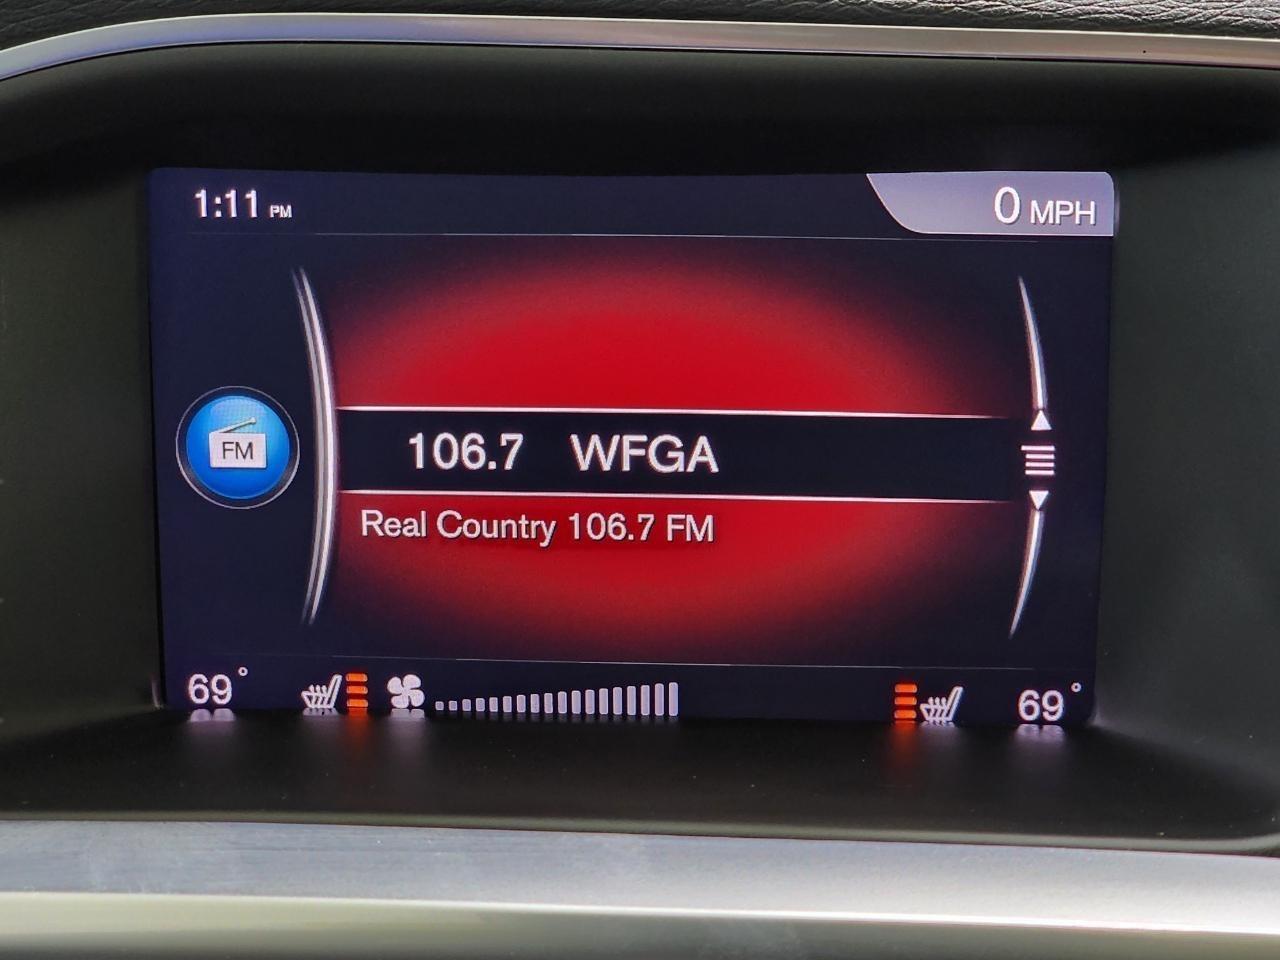 1:11 PM
0 MPH
FM
106.7 WFGA
Real Country 106.7 FM
69° 69°